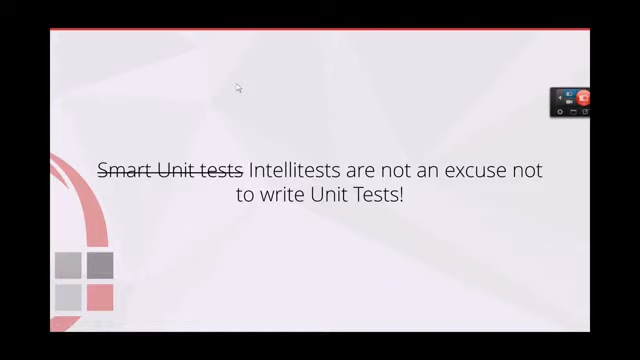 Smart Unit tests Intellitests are not an excuse not
to write Unit Tests!